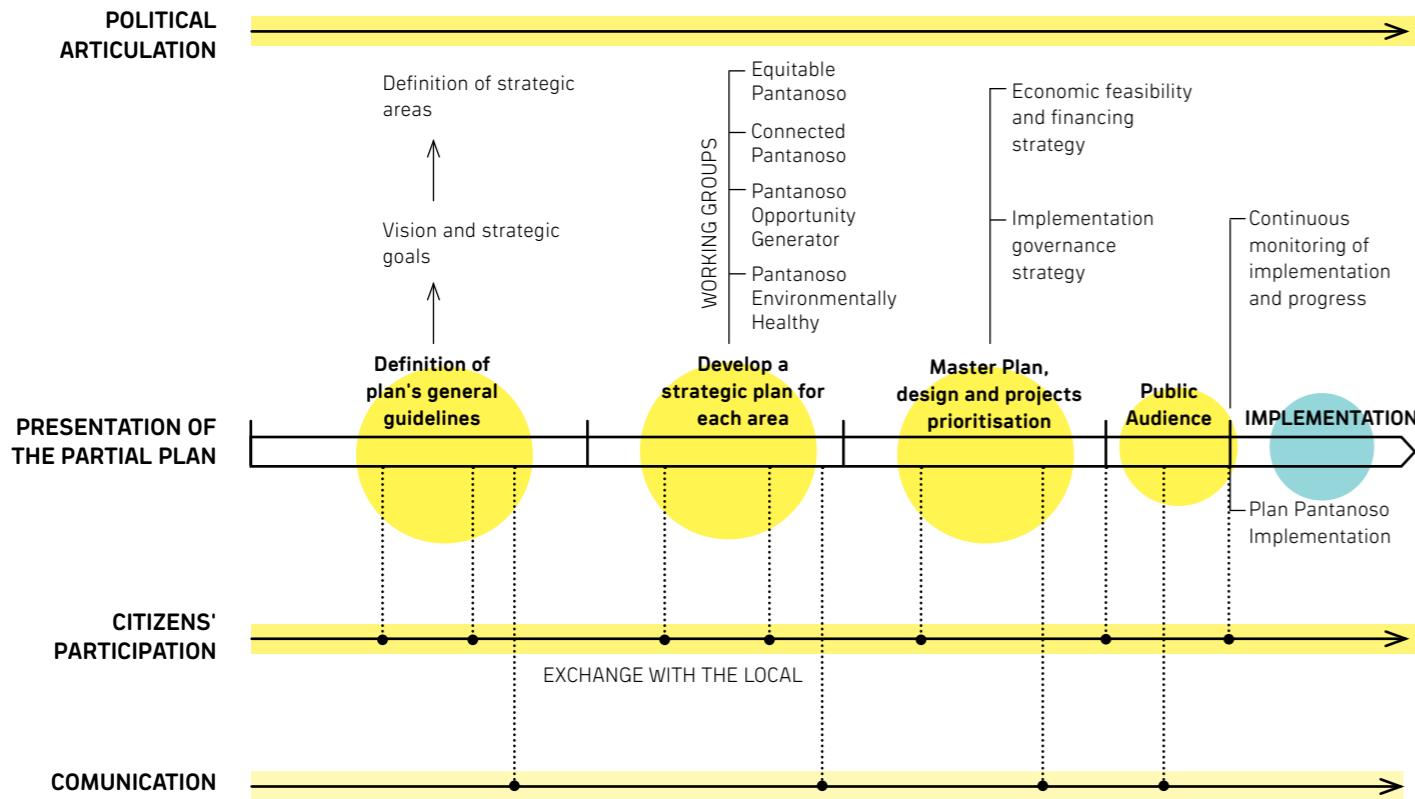 POLITICAL
ARTICULATION
Definition of strategic
areas
Vision and strategic
goals
WORKING GROUPS
Equitable
Pantanoso
Connected
Pantanoso
Pantanoso
Opportunity
Generator
Pantanoso
Environmentally
Healthy
Economic feasibility
and financing
strategy
Implementation
governance
strategy
Continuous
monitoring of
implementation
and progress
PRESENTATION OF
THE PARTIAL PLAN
Definition of
plan's general
guidelines
Develop a
strategic plan for
each area
Master Plan,
design and projects
prioritisation
Public
Audience
IMPLEMENTATION
Plan Pantanoso
Implementation
CITIZENS'
PARTICIPATION
EXCHANGE WITH THE LOCAL
COMUNICATION